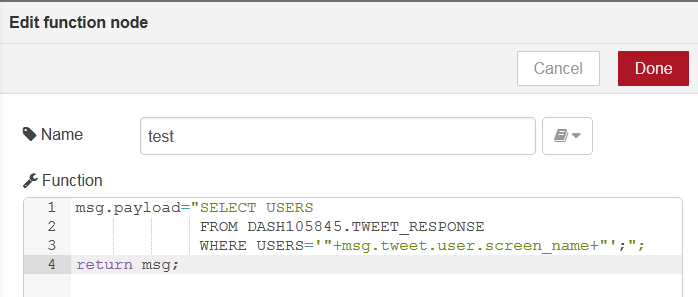 Edit function node
Cancel
Done
Name
test
Function
1 msg.payload="SELECT USERS
2 FROM DASH105845.TWEET_RESPONSE
3 WHERE USERS='"+msg.tweet.user.screen_name+"';";
4 return msg;